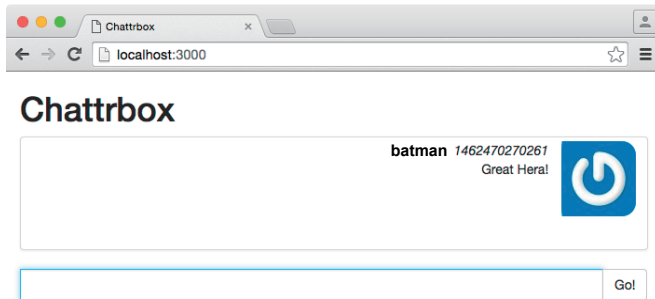 Chattrbox
localhost:3000
Chattrbox
batman 1462470270261
Great Hera!
Go!